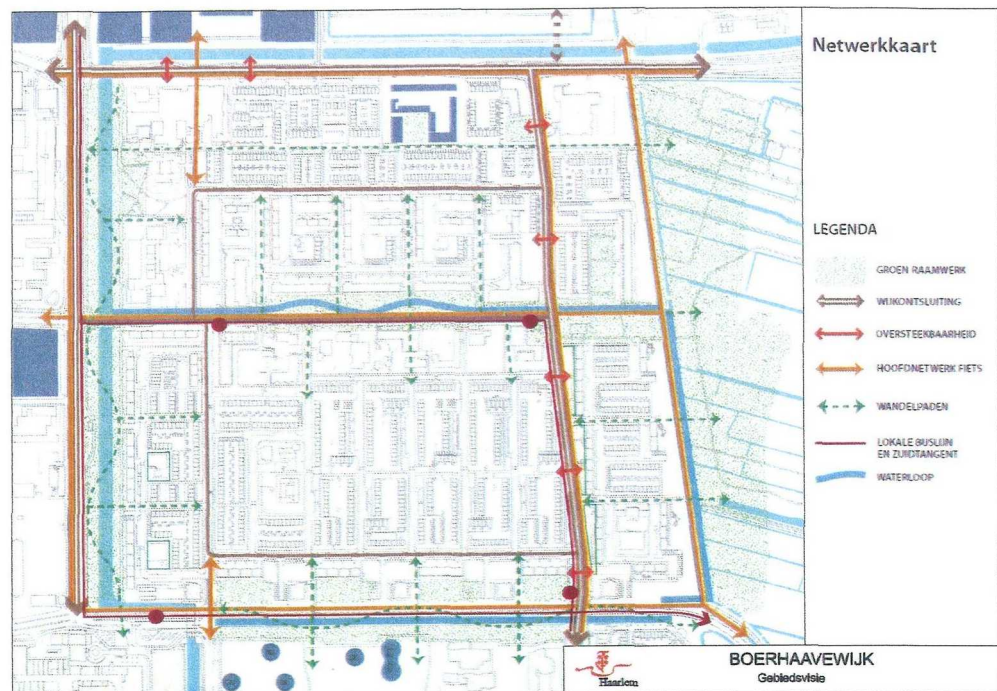 Netwerkkaart
LEGENDA
GROEN RAAMWERK
WIJKONTSLUITING
OVERSTEEKBAARHEID
HOOFDNETWERK FIETS
WANDELPADEN
LOKALE BUSLIJN
EN ZUIDTANGENT
WATERLOOP
Haarlem
BOERHAAVEWIJK
Gebiedsvisie